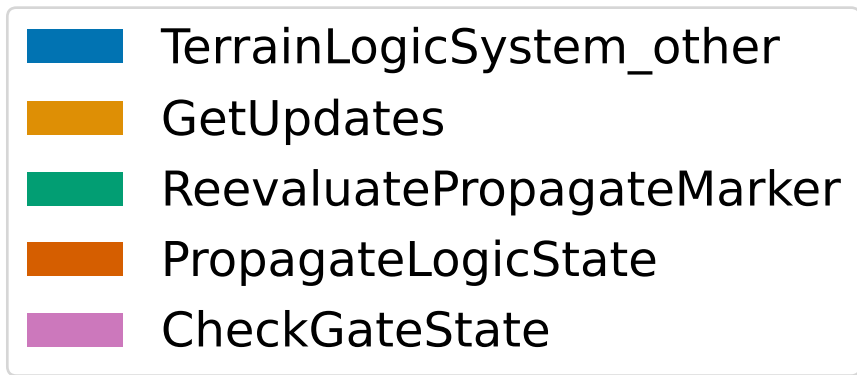 TerrainLogicSystem_other
GetUpdates
ReevaluatePropagateMarker
PropagateLogicState
CheckGateState